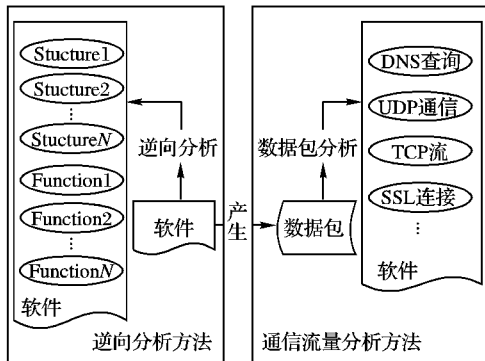 Stucture1
Stucture2
⋮
StuctureN
Function1
Function2
⋮
FunctionN
软件
逆向分析
软件
逆向分析方法
产生
数据包分析
数据包
DNS查询
UDP通信
TCP流
SSL连接
⋮
软件
通信流量分析方法